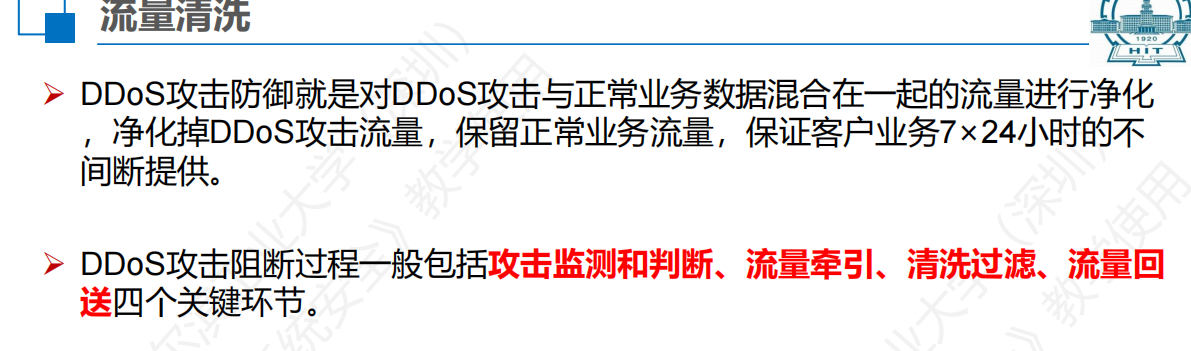 流量清洗
1920
HIT
DDoS攻击防御就是对DDoS攻击与正常业务数据混合在一起的流量进行净化
，净化掉DDoS攻击流量，保留正常业务流量，保证客户业务7×24小时的不
间断提供。
DDoS攻击阻断过程一般包括攻击监测和判断、流量牵引、清洗过滤、流量回
送四个关键环节。